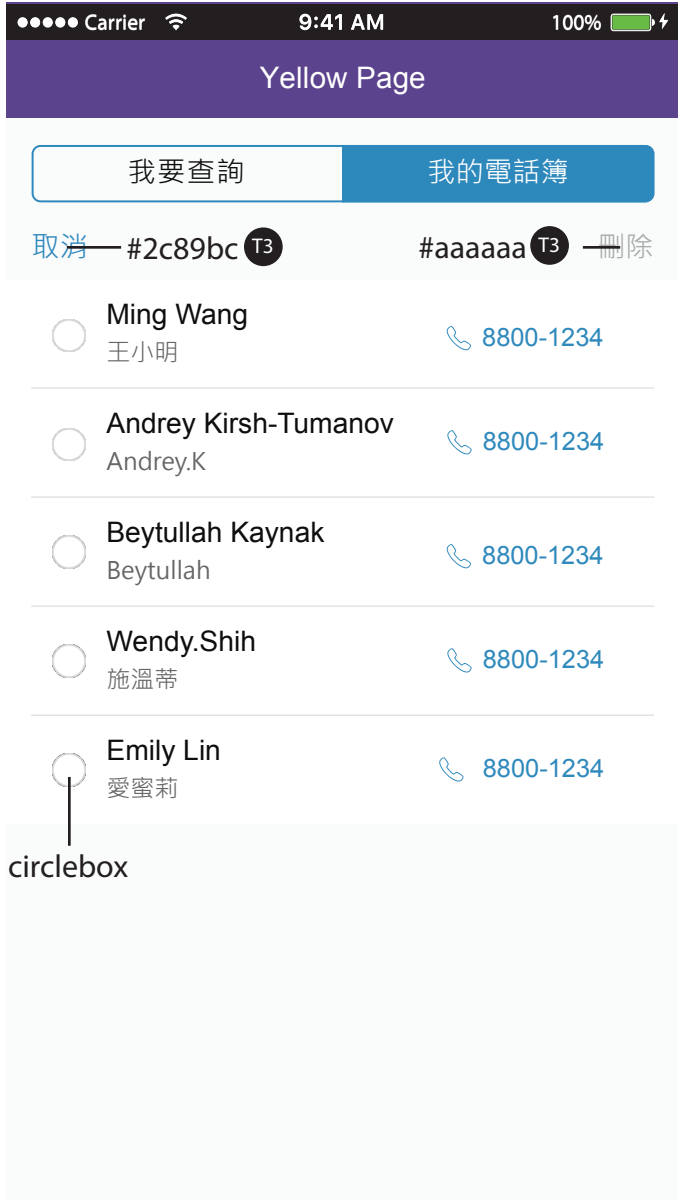 Carrier 9:41 AM 100%
Yellow Page
我要查詢 我的電話簿
取消 #2c89bc T3 #aaaaaa T3 刪除
Ming Wang
王小明
8800-1234
Andrey Kirsh-Tumanov
Andrey.K
8800-1234
Beytullah Kaynak
Beytullah
8800-1234
Wendy.Shih
施溫蒂
8800-1234
Emily Lin
愛蜜莉
8800-1234
circlebox